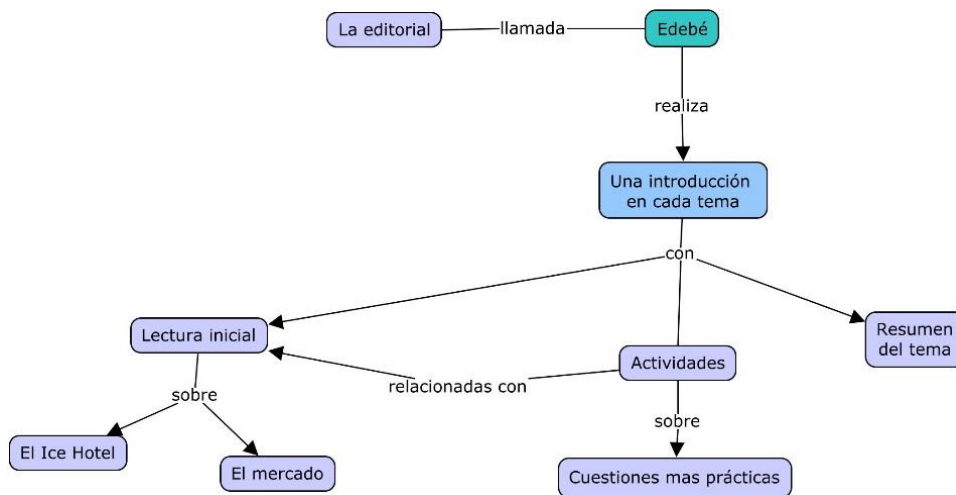 La editorial
llamada
Edebé
realiza
Una introducción
en cada tema
con
Lectura inicial
Actividades
Resumen
del tema
relacionadas con
sobre
sobre
El Ice Hotel
El mercado
Cuestiones mas prácticas